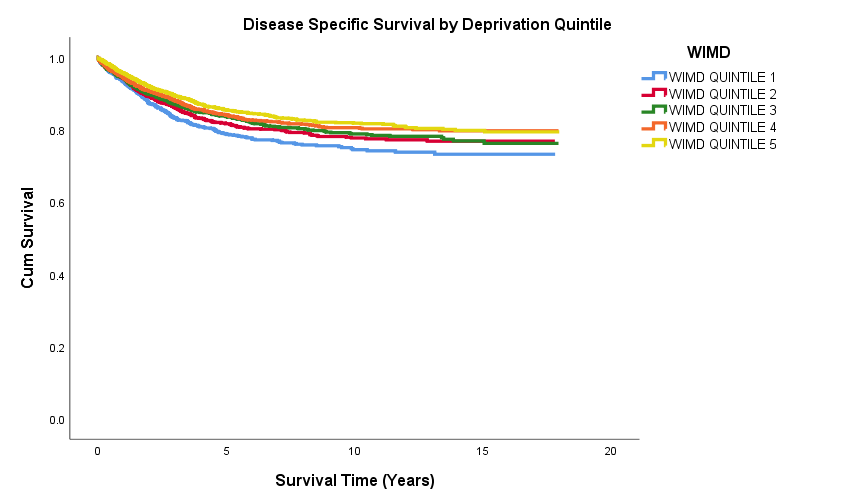 Disease Specific Survival by Deprivation Quintile
WIMD
WIMD QUINTILE 1
WIMD QUINTILE 2
WIMD QUINTILE 3
WIMD QUINTILE 4
WIMD QUINTILE 5
Cum Survival
1.0
0.8
0.6
0.4
0.2
0.0
0 5 10 15 20
Survival Time (Years)